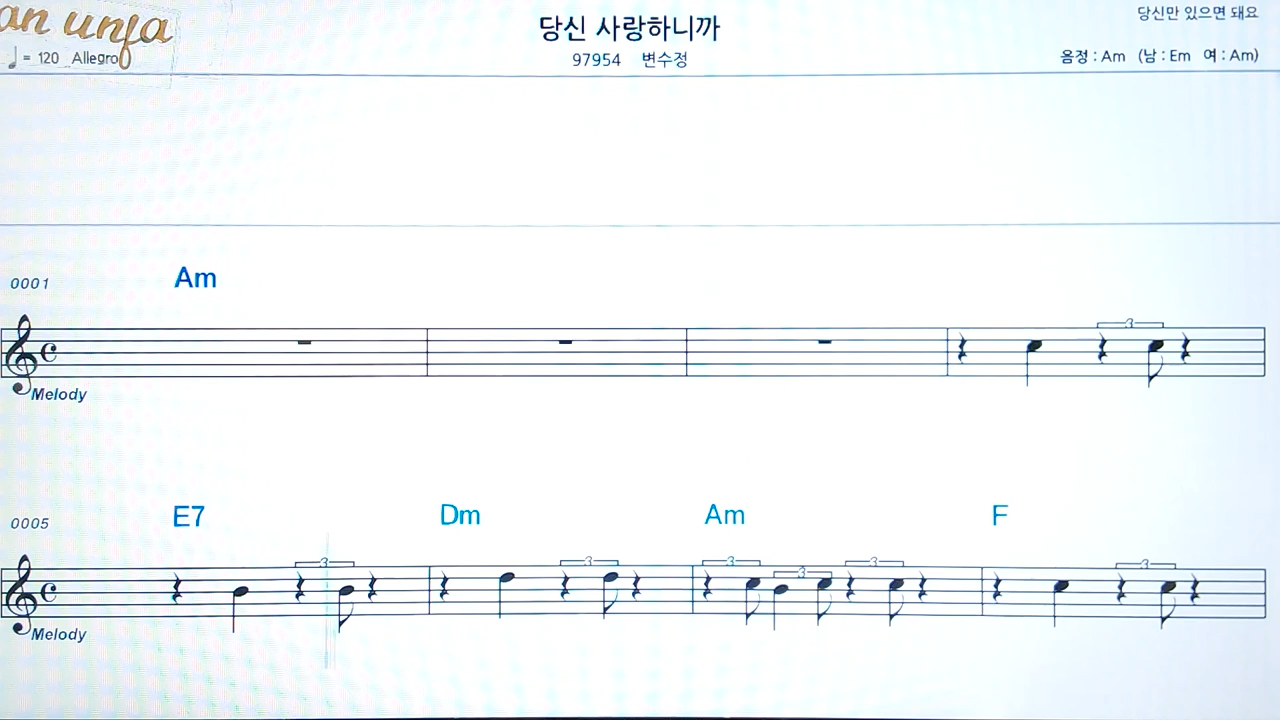 an unfa
♩ = 120 Allegro
당신 사랑하니까
97954 변수정
당신만 있으면 돼요
음정 : Am (남 : Em 여 : Am)
0001 Am
3
Melody
0005 E7 Dm Am F
3 3 3 3 3 3
Melody